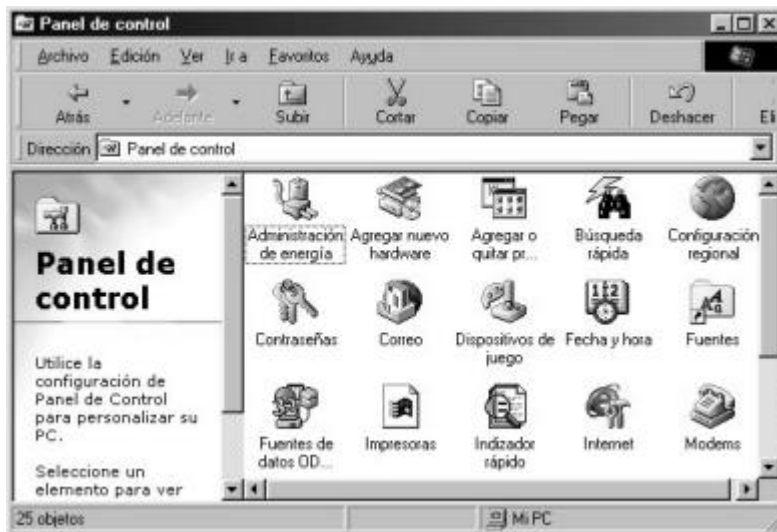 Panel de control
Archivo Edición Ver Ir a Favoritos Ayuda
Atrás Adelante Subir Cortar Copiar Pegar Deshacer Eli
Dirección Panel de control
Panel de
control
Utilice la
configuración de
Panel de Control
para personalizar su
PC.
Seleccione un
elemento para ver
Administración
de energía
Agregar nuevo
hardware
Agregar o
quitar pr...
Búsqueda
rápida
Configuración
regional
Contraseñas
Correo
Dispositivos de
juego
Fecha y hora
Fuentes
Fuentes de
datos OD...
Impresoras
Indizador
rápido
Internet
Modems
25 objetos Mi PC